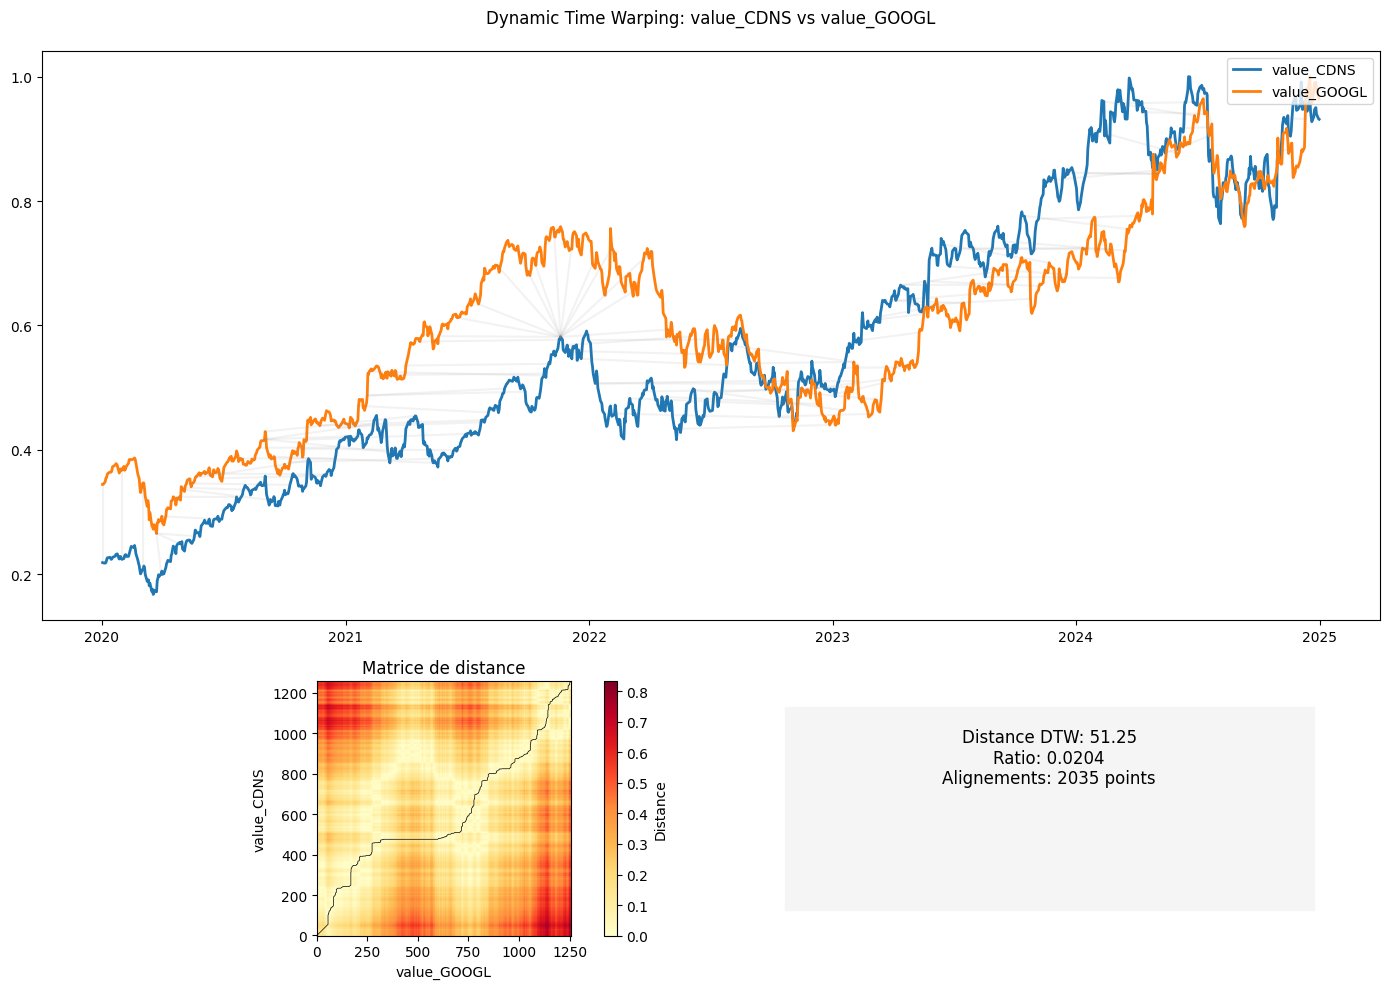 Dynamic Time Warping: value_CDNS vs value_GOOGL
value_CDNS
value_GOOGL
1.0
0.8
0.6
0.4
0.2
2020 2021 2022 2023 2024 2025
Matrice de distance
value_CDNS
1200
1000
800
600
400
200
0
0 250 500 750 1000 1250
value_GOOGL
0.8
0.7
0.6
0.5
0.4
0.3
0.2
0.1
0.0
Distance
Distance DTW: 51.25
Ratio: 0.0204
Alignements: 2035 points